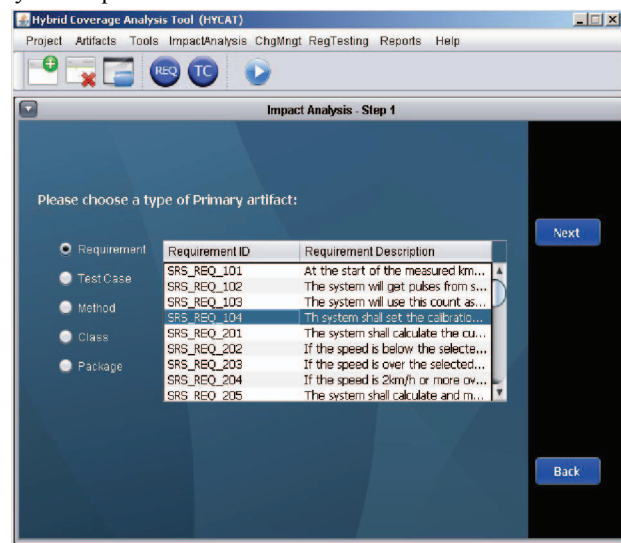 Hybrid Coverage Analysis Tool (HYCAT)
Project Artifacts Tools ImpactAnalysis ChgMngt RegTesting Reports Help
REQ TC
Impact Analysis - Step 1
Please choose a type of Primary artifact:
Next
Requirement
Test Case
Method
Class
Package
Requirement ID Requirement Description
SRS_REQ_101 At the start of the measured km...
SRS_REQ_102 The system will get pulses from s...
SRS_REQ_103 The system will use this count as...
SRS_REQ_104 Th system shall set the calibratio...
SRS_REQ_201 The system shall calculate the cu...
SRS_REQ_202 If the speed is below the selecte...
SRS_REQ_203 If the speed is over the selected...
SRS_REQ_204 If the speed is 2km/h or more ov...
SRS_REQ_205 The system shall calculate and m...
Back